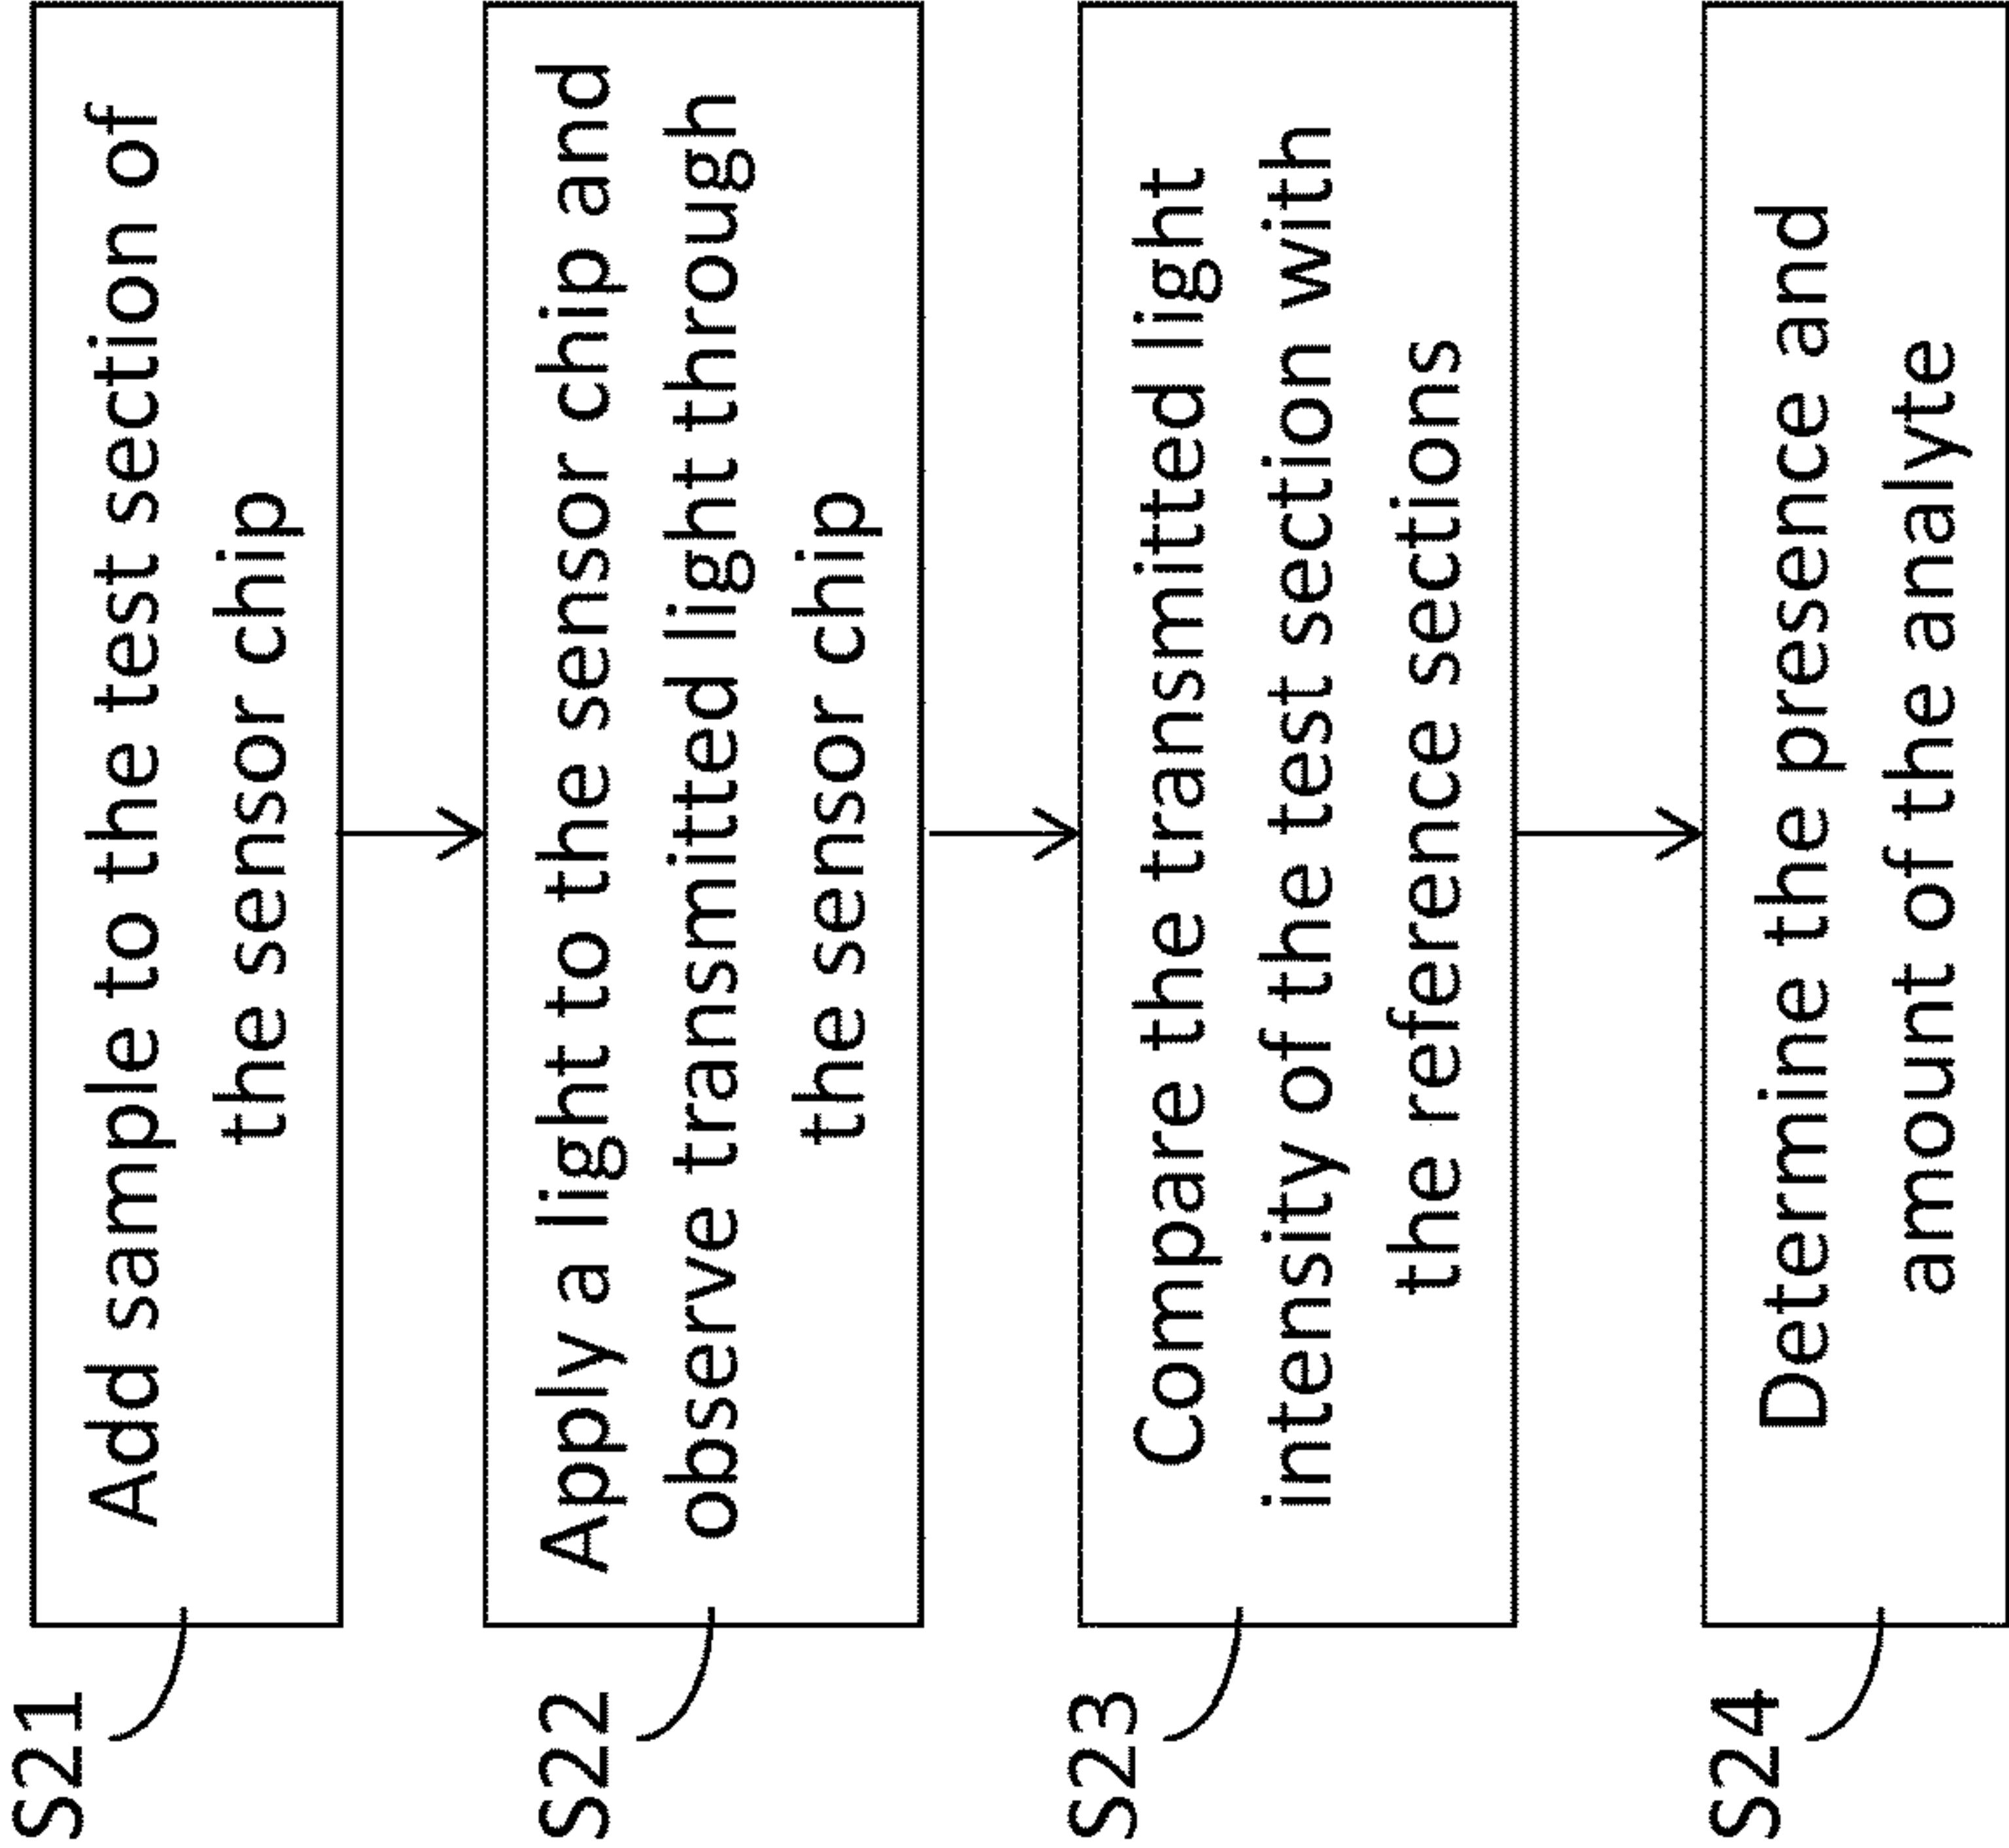 S21
Add sample to the test section of
the sensor chip
S22
Apply a light to the sensor chip and
observe transmitted light through
the sensor chip
S23
Compare the transmitted light
intensity of the test section with
the reference sections
S24
Determine the presence and
amount of the analyte